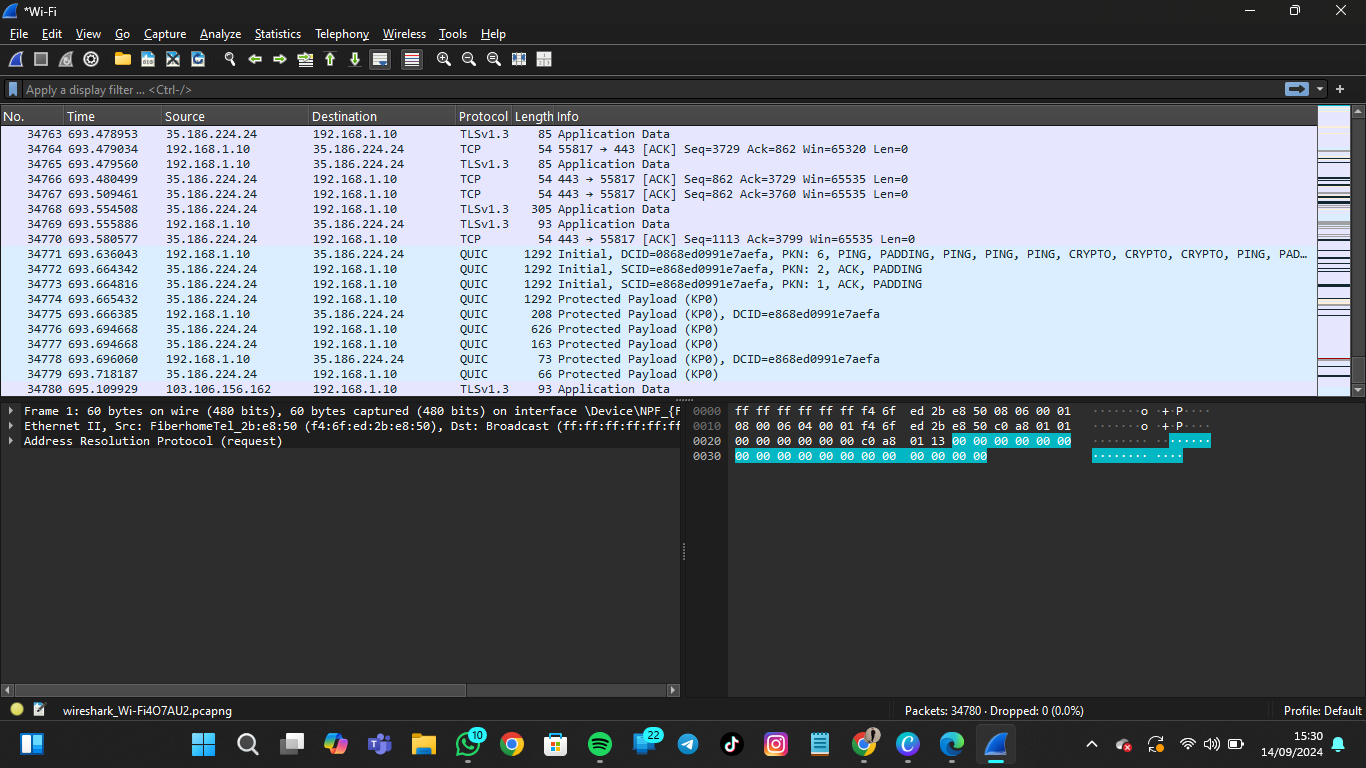 *Wi-Fi
File Edit View Go Capture Analyze Statistics Telephony Wireless Tools Help
Apply a display filter ... <Ctrl-/>
No. Time Source Destination Protocol Length Info
34763 693.478953 35.186.224.24 192.168.1.10 TLSv1.3 85 Application Data
34764 693.479034 192.168.1.10 35.186.224.24 TCP 54 55817 → 443 [ACK] Seq=3729 Ack=862 Win=65320 Len=0
34765 693.479560 192.168.1.10 35.186.224.24 TLSv1.3 85 Application Data
34766 693.480499 35.186.224.24 192.168.1.10 TCP 54 443 → 55817 [ACK] Seq=862 Ack=3729 Win=65535 Len=0
34767 693.509461 35.186.224.24 192.168.1.10 TCP 54 443 → 55817 [ACK] Seq=862 Ack=3760 Win=65535 Len=0
34768 693.554508 35.186.224.24 192.168.1.10 TLSv1.3 305 Application Data
34769 693.555886 192.168.1.10 35.186.224.24 TLSv1.3 93 Application Data
34770 693.580577 35.186.224.24 192.168.1.10 TCP 54 443 → 55817 [ACK] Seq=1113 Ack=3799 Win=65535 Len=0
34771 693.636043 192.168.1.10 35.186.224.24 QUIC 1292 Initial, DCID=0868ed0991e7aefa, PKN: 6, PING, PADDING, PING, PING, PING, CRYPTO, CRYPTO, CRYPTO, PING, PAD…
34772 693.664342 35.186.224.24 192.168.1.10 QUIC 1292 Initial, SCID=e868ed0991e7aefa, PKN: 2, ACK, PADDING
34773 693.664816 35.186.224.24 192.168.1.10 QUIC 1292 Initial, SCID=e868ed0991e7aefa, PKN: 1, ACK, PADDING
34774 693.665432 35.186.224.24 192.168.1.10 QUIC 1292 Protected Payload (KP0)
34775 693.666385 192.168.1.10 35.186.224.24 QUIC 208 Protected Payload (KP0), DCID=e868ed0991e7aefa
34776 693.694668 35.186.224.24 192.168.1.10 QUIC 626 Protected Payload (KP0)
34777 693.694668 35.186.224.24 192.168.1.10 QUIC 163 Protected Payload (KP0)
34778 693.696060 192.168.1.10 35.186.224.24 QUIC 73 Protected Payload (KP0), DCID=e868ed0991e7aefa
34779 693.718187 35.186.224.24 192.168.1.10 QUIC 66 Protected Payload (KP0)
34780 695.109929 103.106.156.162 192.168.1.10 TLSv1.3 93 Application Data
Frame 1: 60 bytes on wire (480 bits), 60 bytes captured (480 bits) on interface \Device\NPF_{F
Ethernet II, Src: FiberhomeTel_2b:e8:50 (f4:6f:ed:2b:e8:50), Dst: Broadcast (ff:ff:ff:ff:ff:ff
Address Resolution Protocol (request)
0000 ff ff ff ff ff ff f4 6f ed 2b e8 50 08 06 00 01 ·······o ·+·P····
0010 08 00 06 04 00 01 f4 6f ed 2b e8 50 c0 a8 01 01 ·······o ·+·P····
0020 00 00 00 00 00 00 c0 a8 01 13 00 00 00 00 00 00 ········ ········
0030 00 00 00 00 00 00 00 00 00 00 00 00 ········ ····
wireshark_Wi-Fi4O7AU2.pcapng
Packets: 34780 · Dropped: 0 (0.0%)
Profile: Default
10
22
15:30
14/09/2024